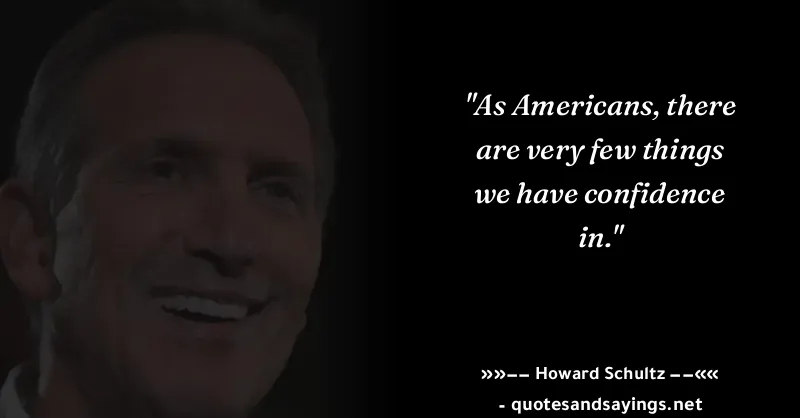 "As Americans, there
are very few things
we have confidence
in."
»»−− Howard Schultz −−««
- quotesandsayings.net